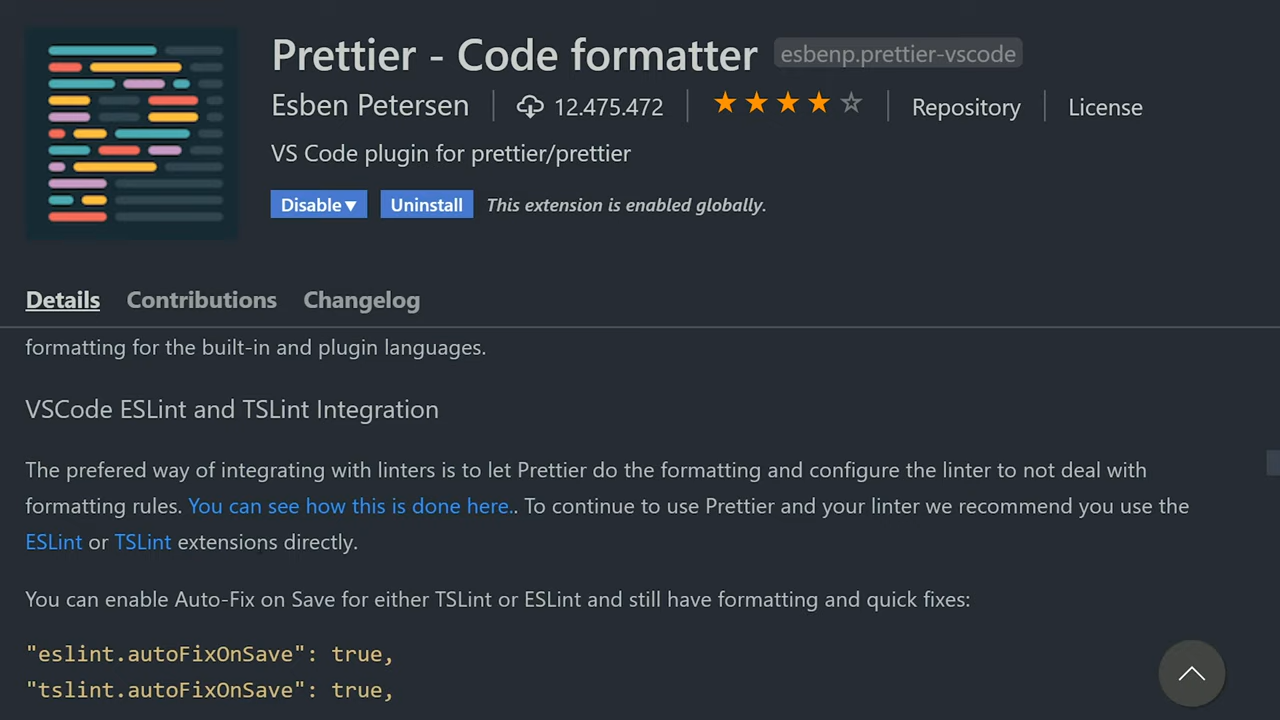 Prettier - Code formatter esbenp.prettier-vscode
Esben Petersen 12.475.472 Repository License
VS Code plugin for prettier/prettier
Disable▼ Uninstall This extension is enabled globally.
Details Contributions Changelog
formatting for the built-in and plugin languages.
VSCode ESLint and TSLint Integration
The prefered way of integrating with linters is to let Prettier do the formatting and configure the linter to not deal with
formatting rules. You can see how this is done here.. To continue to use Prettier and your linter we recommend you use the
ESLint or TSLint extensions directly.
You can enable Auto-Fix on Save for either TSLint or ESLint and still have formatting and quick fixes:
"eslint.autoFixOnSave": true,
"tslint.autoFixOnSave": true,